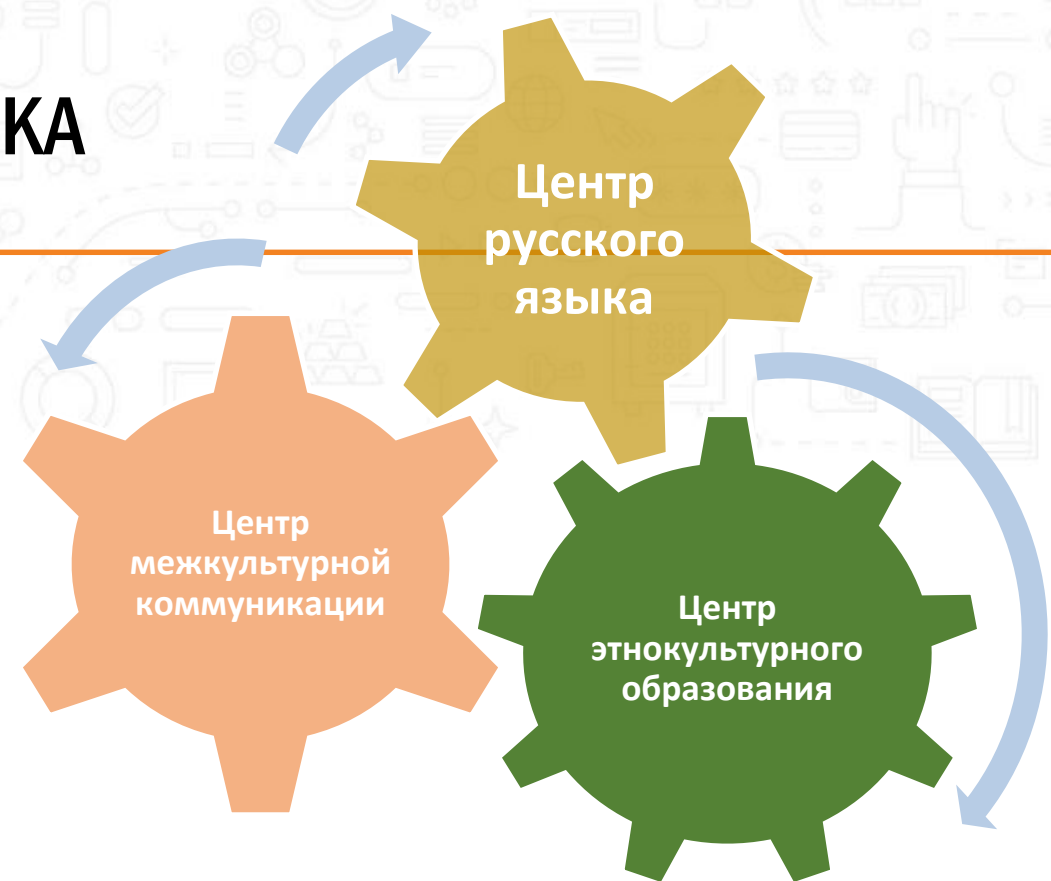 КА
Центр
русского
языка
Центр
межкультурной
коммуникации
Центр
этнокультурного
образования